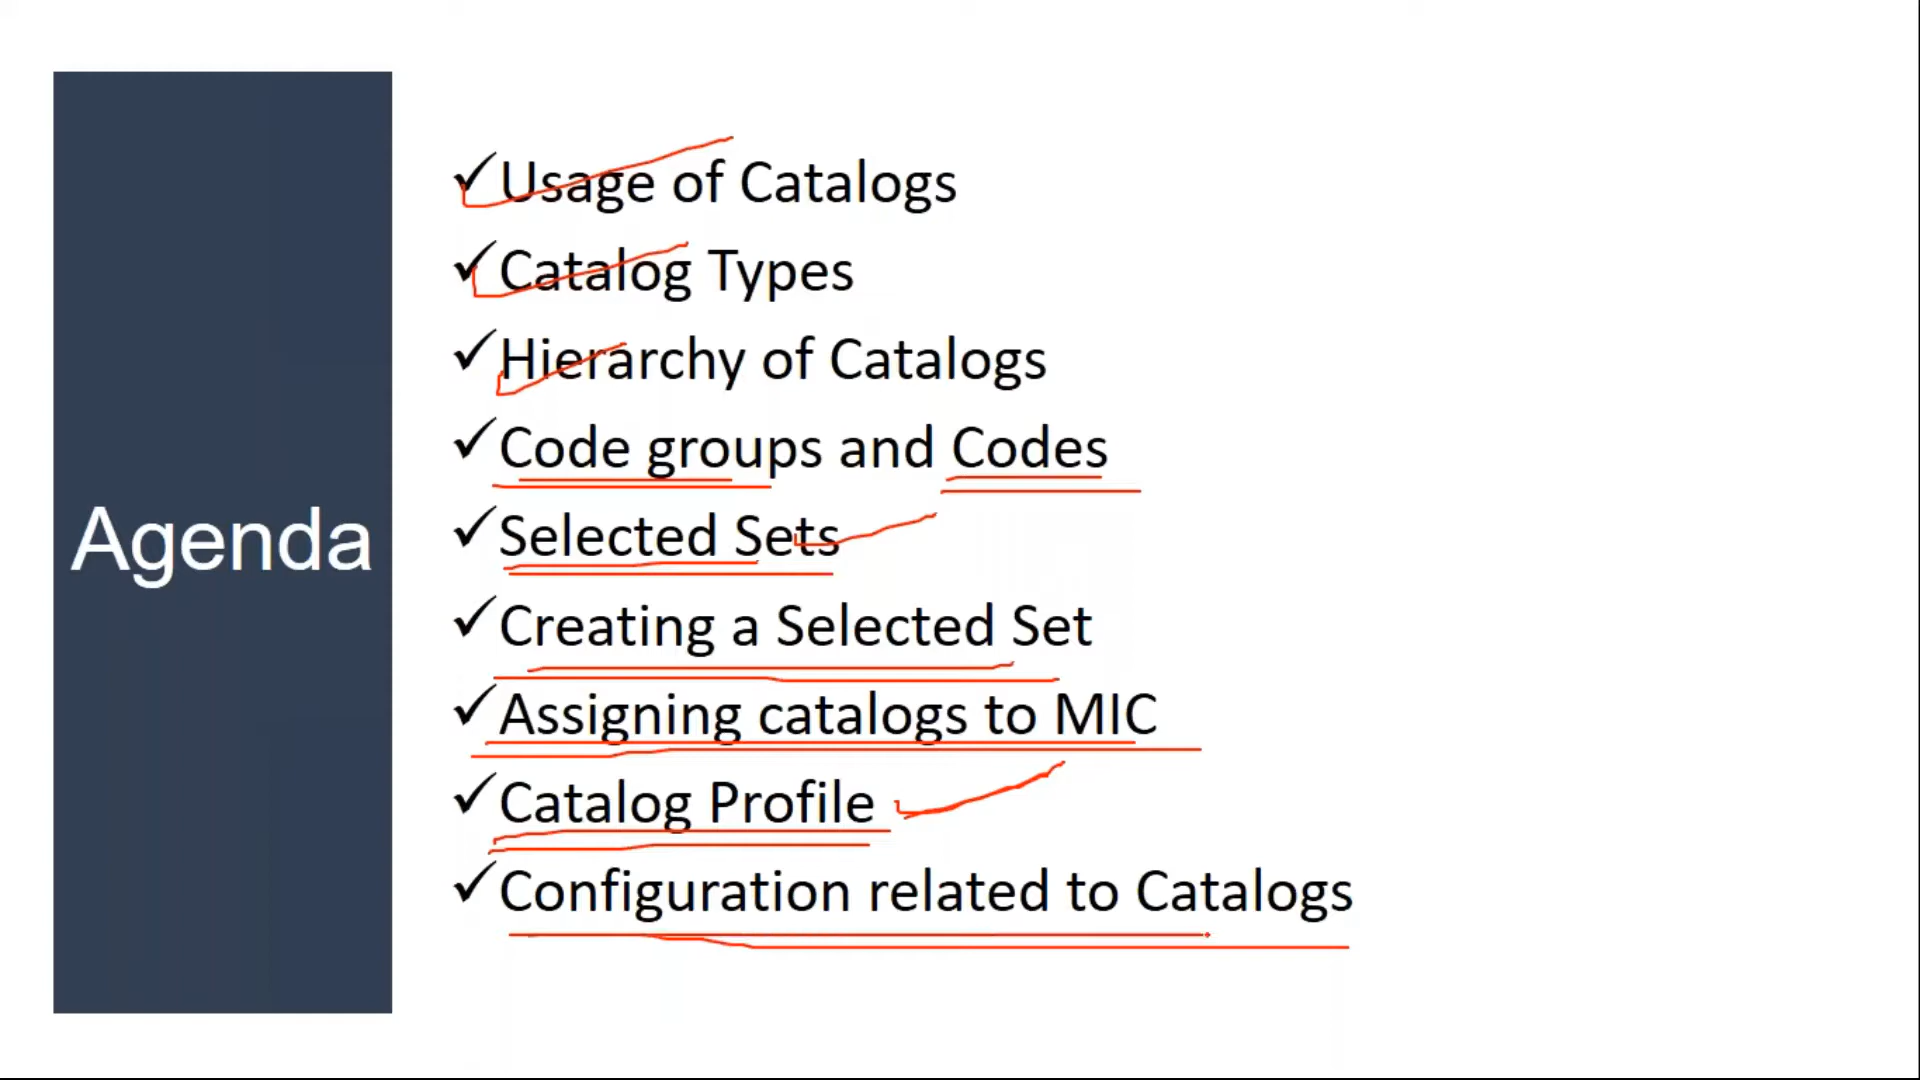 Agenda
Usage of Catalogs
Catalog Types
Hierarchy of Catalogs
Code groups and Codes
Selected Sets
Creating a Selected Set
Assigning catalogs to MIC
Catalog Profile
Configuration related to Catalogs